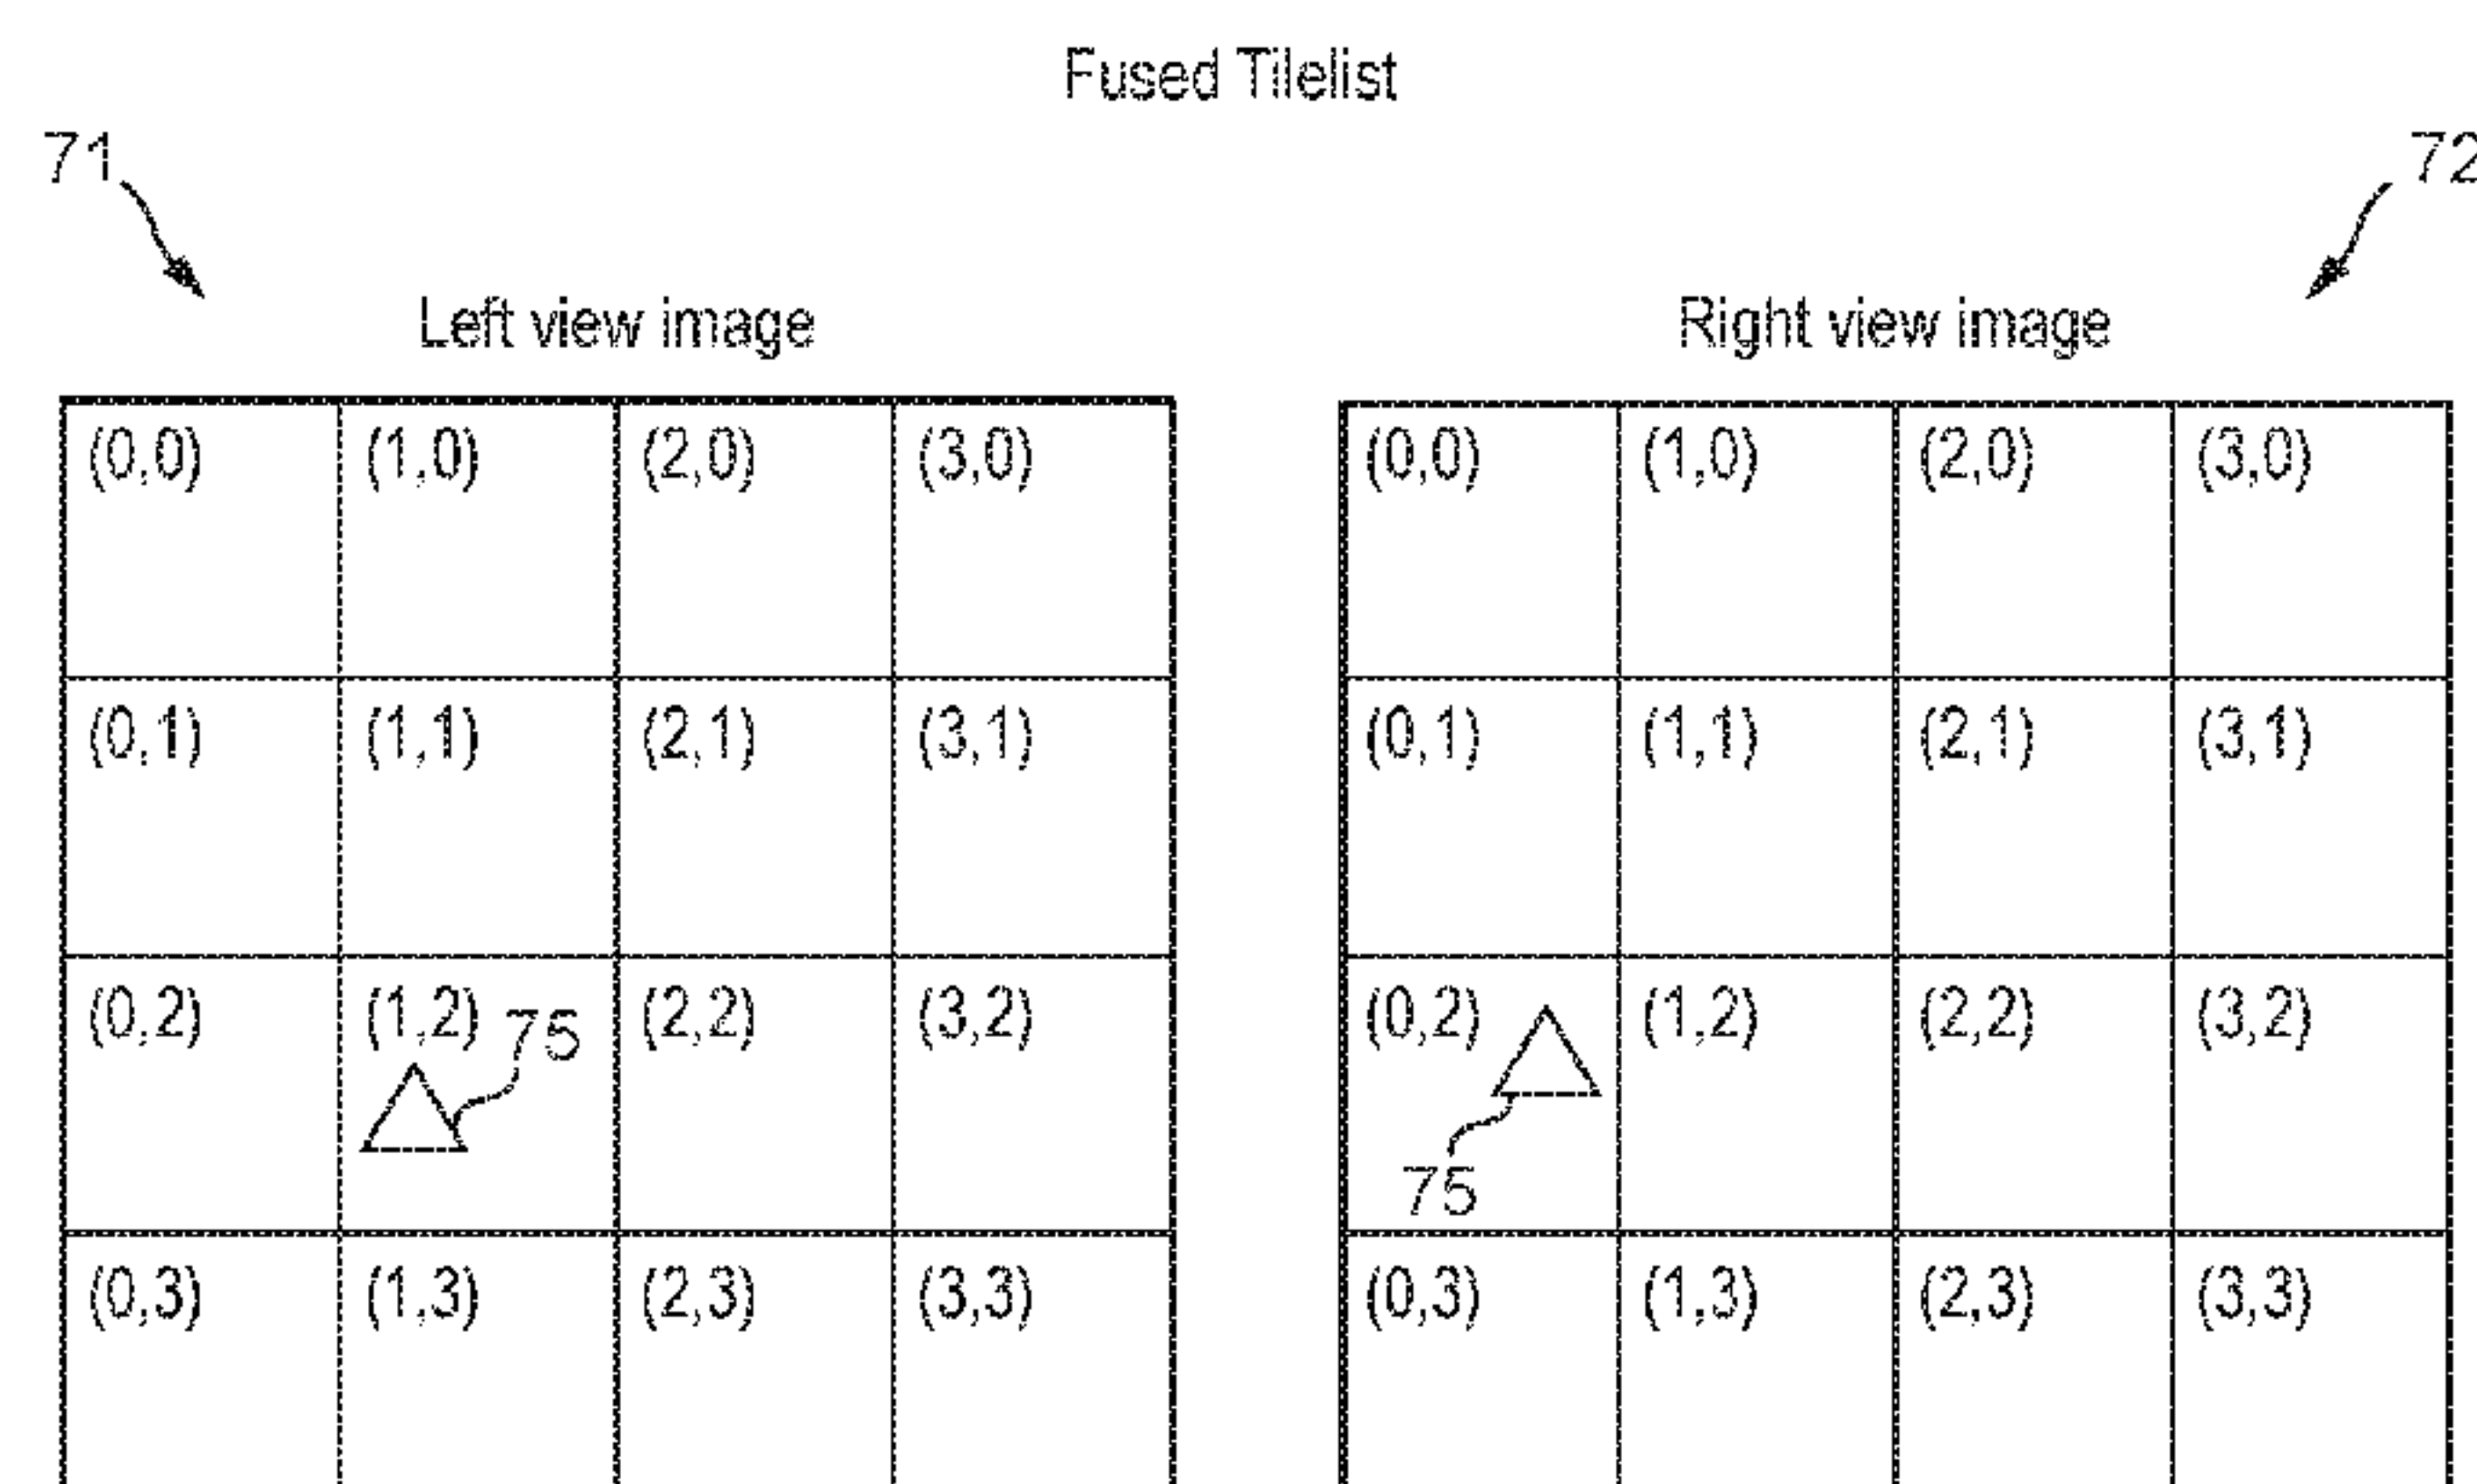 Fused Tilelist
71 72
Left view image Right view image
(0,0) (1,0) (2,0) (3,0) (0,0) (1,0) (2,0) (3,0)
(0,1) (1,1) (2,1) (3,1) (0,1) (1,1) (2,1) (3,1)
(0,2) (1,2) 75 (2,2) (3,2) (0,2) (1,2) (2,2) (3,2)
75
(0,3) (1,3) (2,3) (3,3) (0,3) (1,3) (2,3) (3,3)